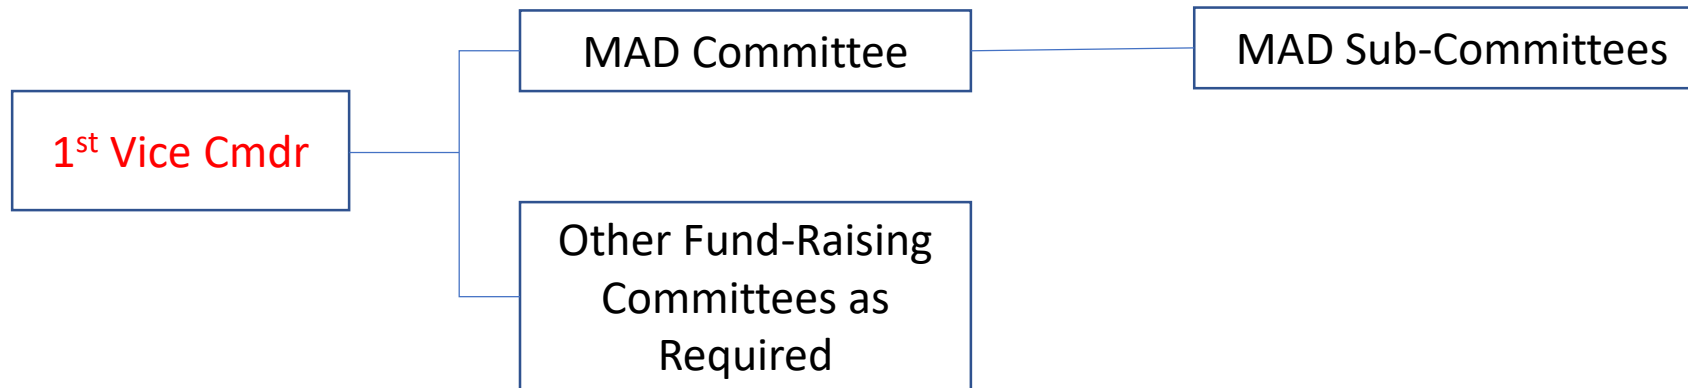 MAD Committee
MAD Sub-Committees
1st Vice Cmdr
Other Fund-Raising
Committees as
Required